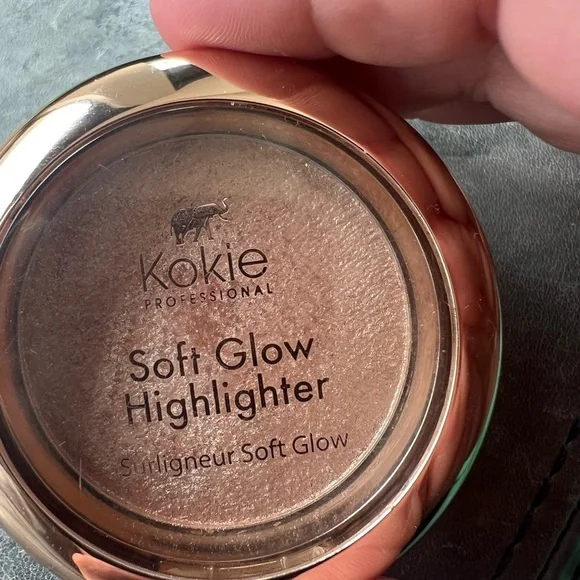 Kokie
PROFESSIONAL
Soft Glow
Highlighter
Surligneur Soft Glow